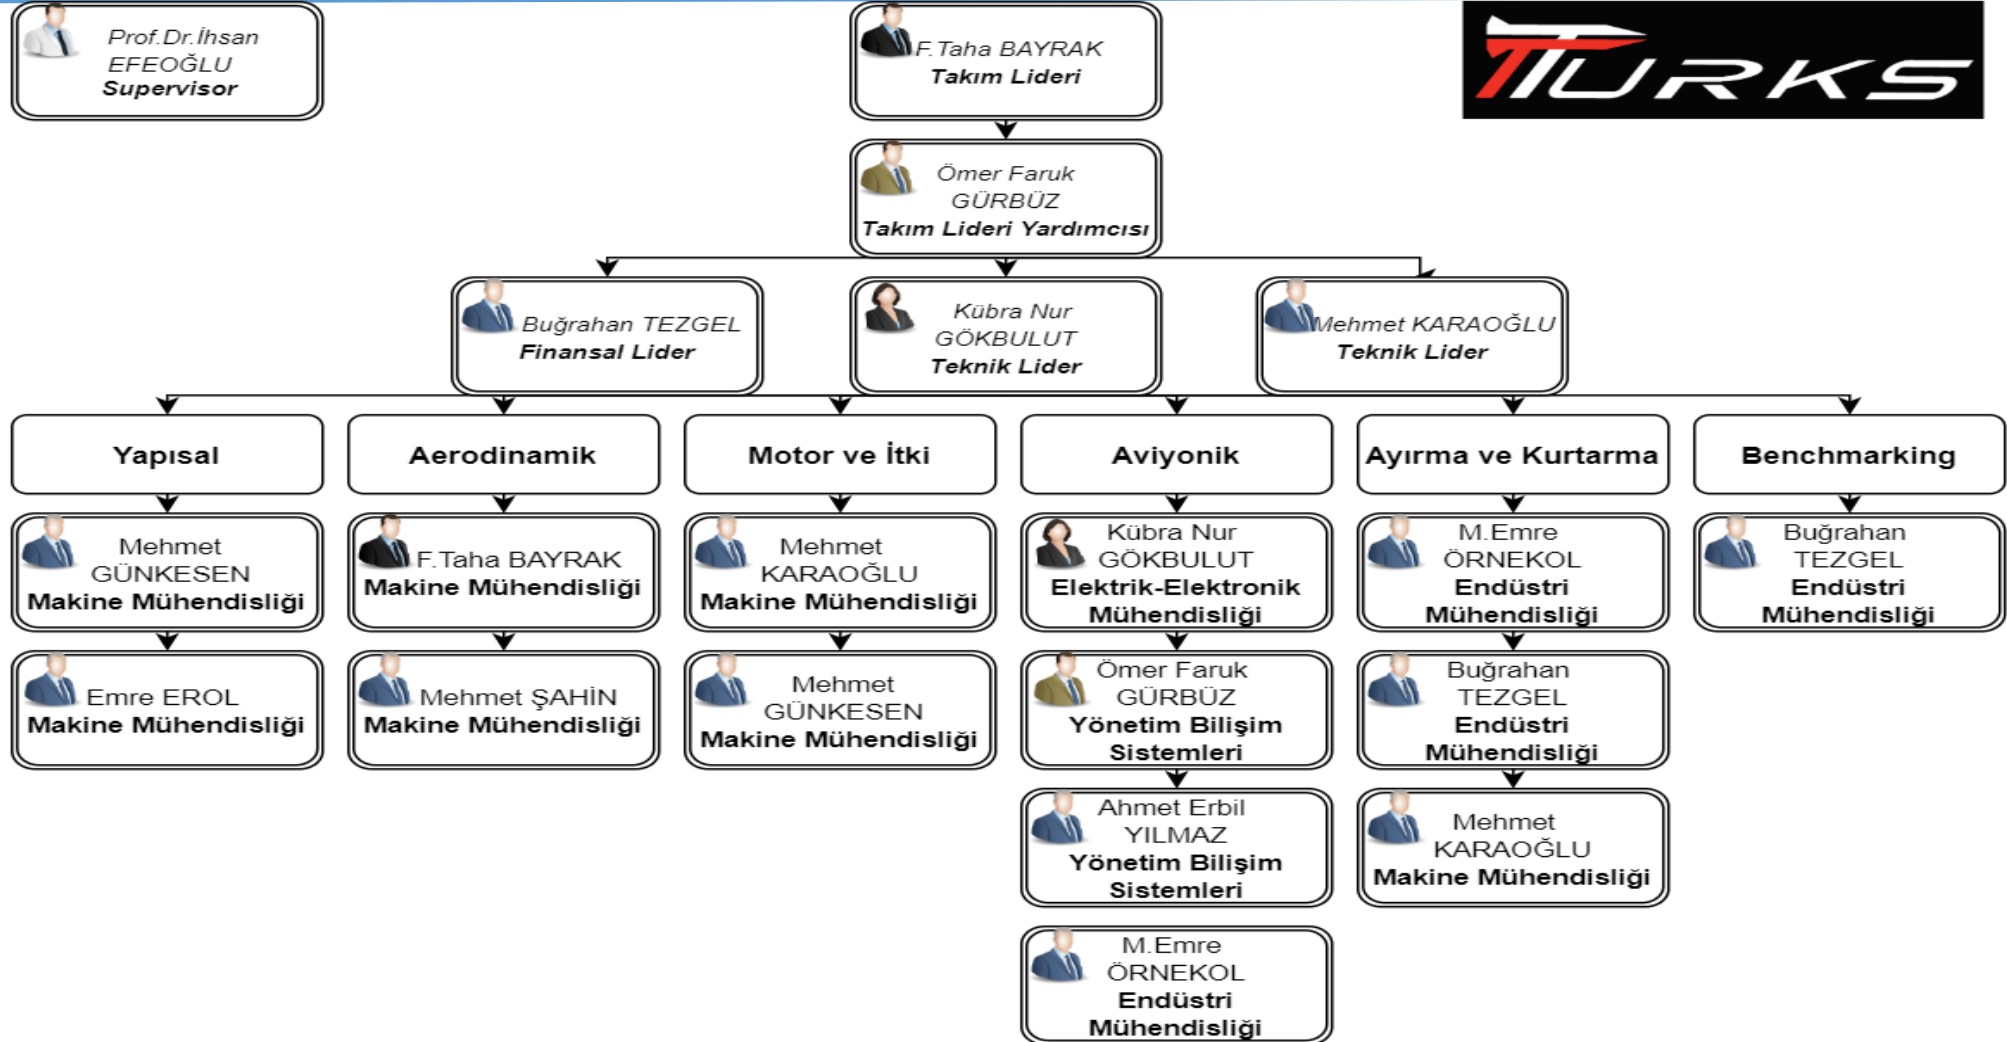 Prof.Dr.İhsan
EFEOĞLU
Supervisor
F.Taha BAYRAK
Takım Lideri
TURKS
Ömer Faruk
GÜRBÜZ
Takım Lideri Yardımcısı
Buğrahan TEZGEL
Finansal Lider
Kübra Nur
GÖKBULUT
Teknik Lider
Mehmet KARAOĞLU
Teknik Lider
Yapısal
Aerodinamik
Motor ve İtki
Aviyonik
Ayırma ve Kurtarma
Benchmarking
Mehmet
GÜNKESEN
Makine Mühendisliği
F.Taha BAYRAK
Makine Mühendisliği
Mehmet
KARAOĞLU
Makine Mühendisliği
Kübra Nur
GÖKBULUT
Elektrik-Elektronik
Mühendisliği
M.Emre
ÖRNEKOL
Endüstri
Mühendisliği
Buğrahan
TEZGEL
Endüstri
Mühendisliği
Emre EROL
Makine Mühendisliği
Mehmet ŞAHİN
Makine Mühendisliği
Mehmet
GÜNKESEN
Makine Mühendisliği
Ömer Faruk
GÜRBÜZ
Yönetim Bilişim
Sistemleri
Buğrahan
TEZGEL
Endüstri
Mühendisliği
Ahmet Erbil
YILMAZ
Yönetim Bilişim
Sistemleri
Mehmet
KARAOĞLU
Makine Mühendisliği
M.Emre
ÖRNEKOL
Endüstri
Mühendisliği